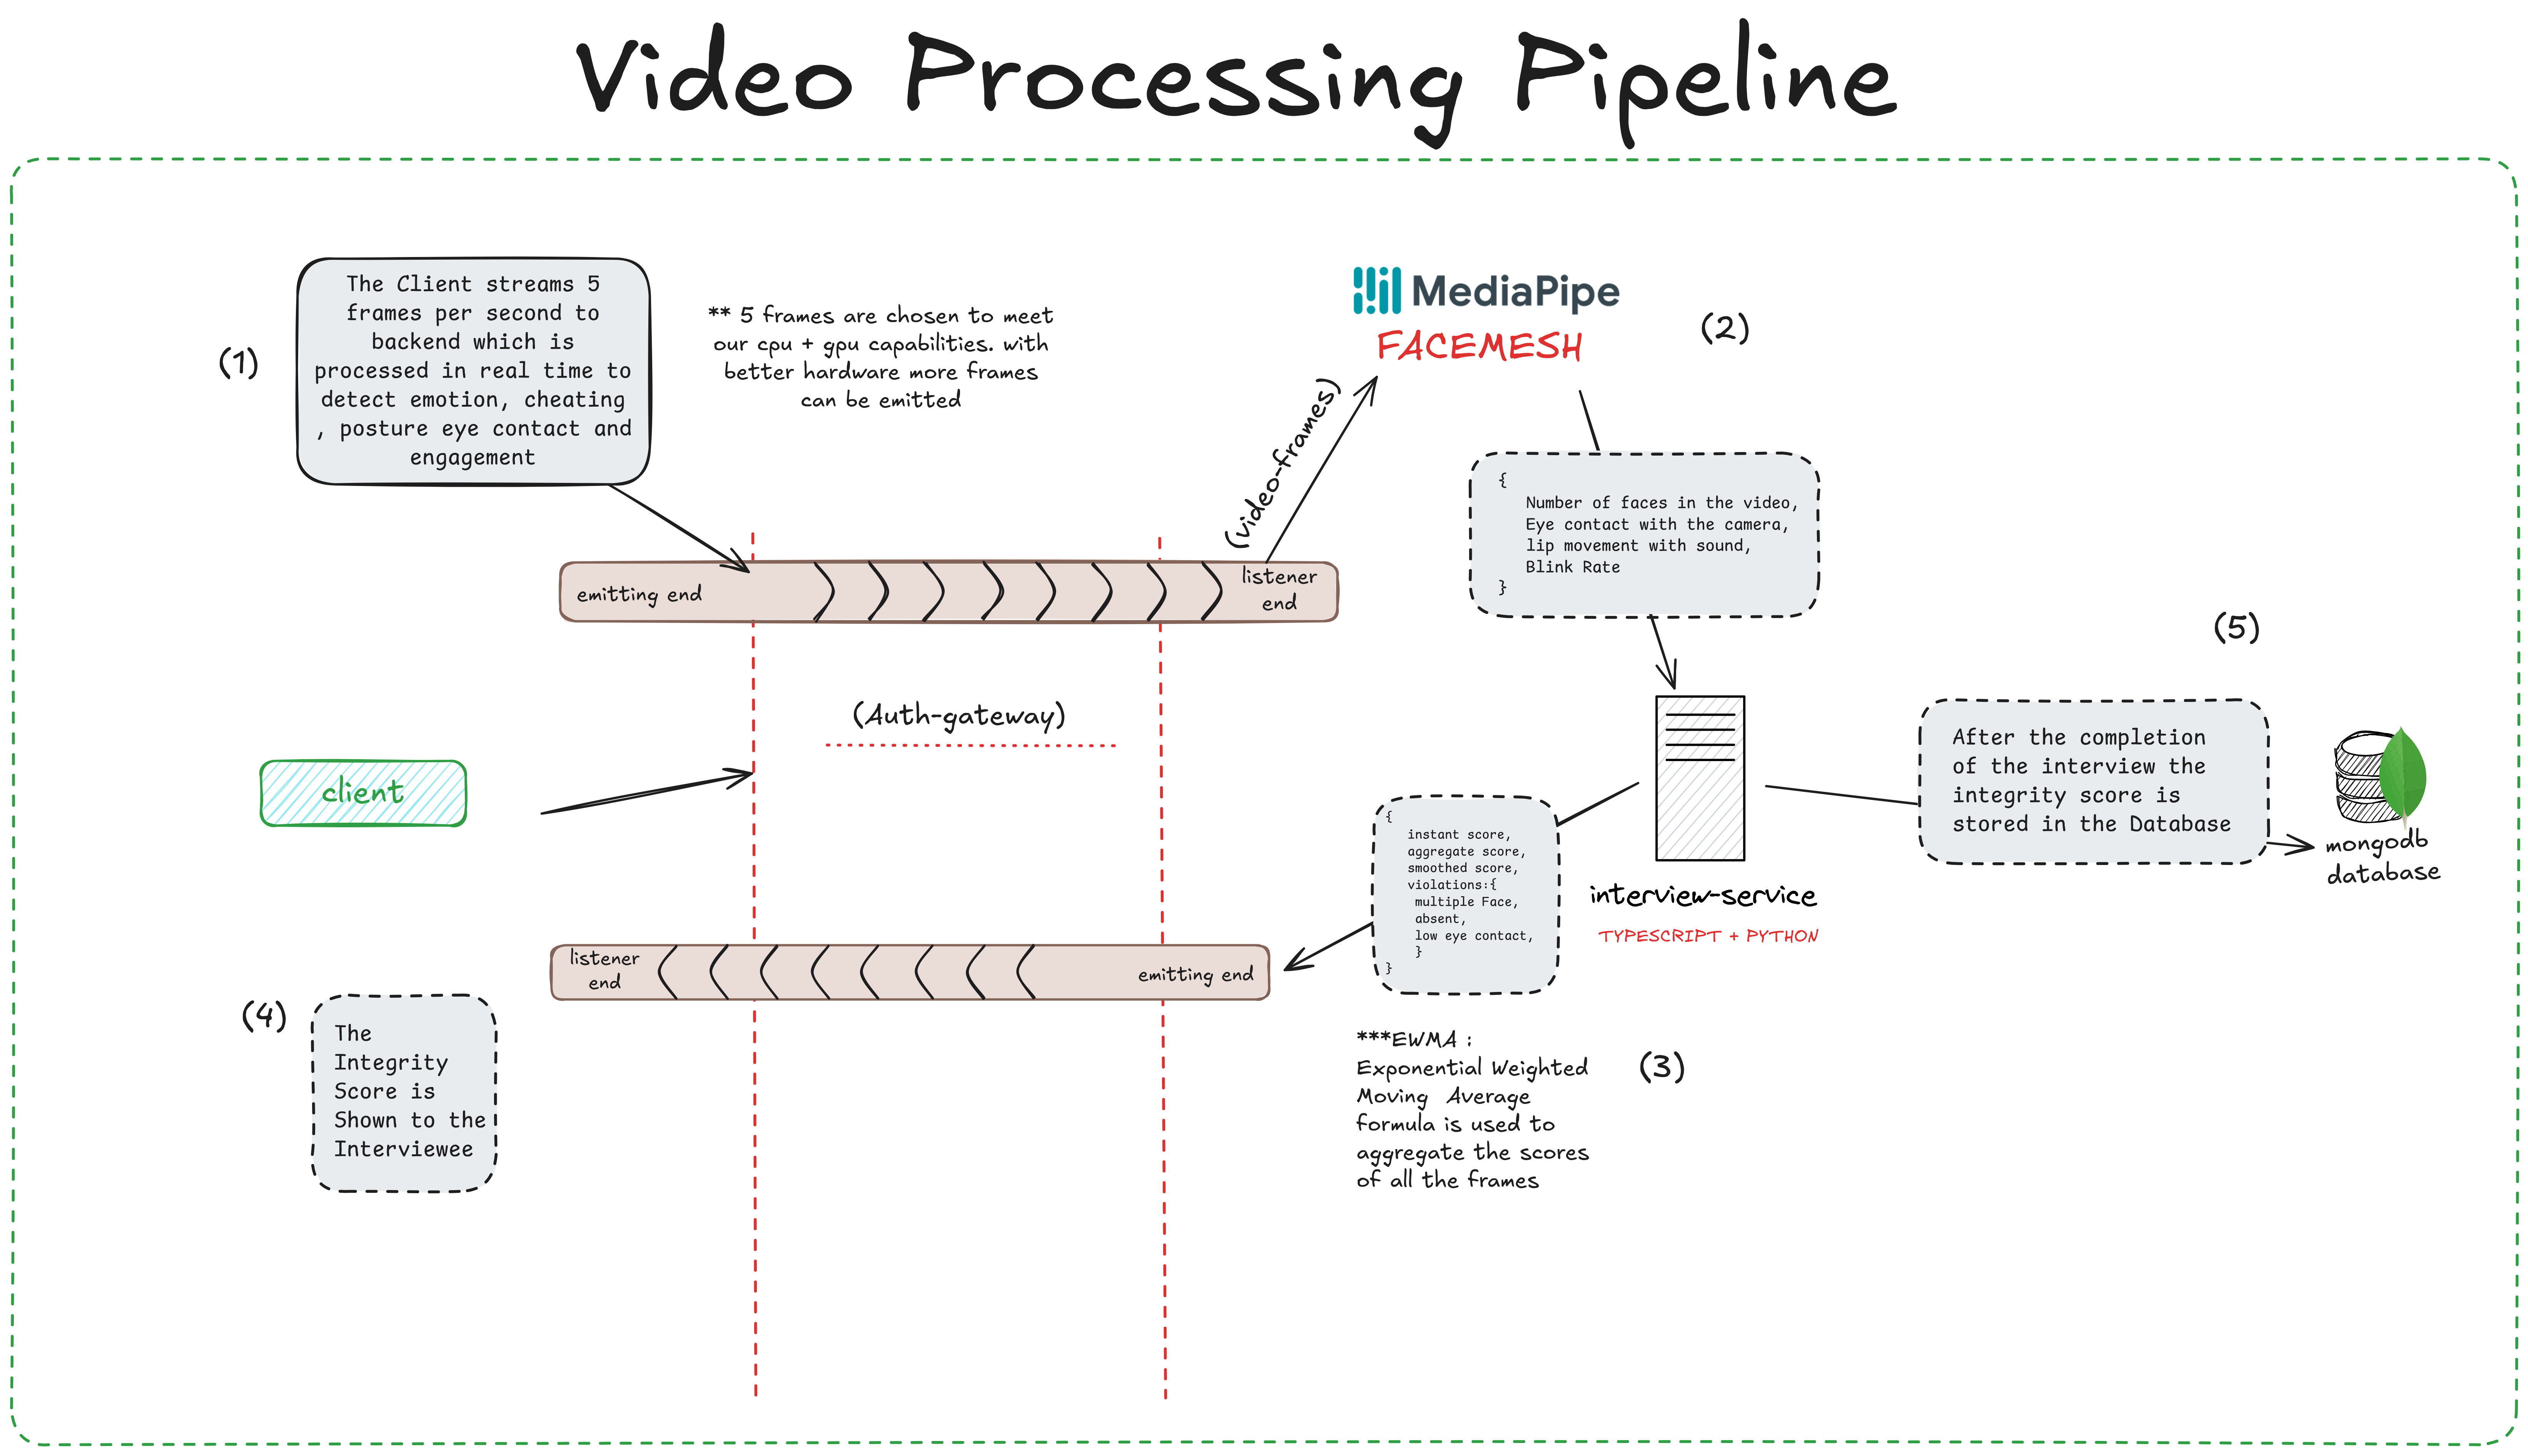 Video Processing Pipeline
(1)
The Client streams 5
frames per second to
backend which is
processed in real time to
detect emotion, cheating
, posture eye contact and
engagement
** 5 frames are chosen to meet
our cpu + gpu capabilities. with
better hardware more frames
can be emitted
MediaPipe
FACEMESH
(2)
(video-frames)
{
Number of faces in the video,
Eye contact with the camera,
lip movement with sound,
Blink Rate
}
emitting end
listener
end
(Auth-gateway)
client
(5)
After the completion
of the interview the
integrity score is
stored in the Database
mongodb
database
{
instant score,
aggregate score,
smoothed score,
violations:{
multiple Face,
absent,
low eye contact,
}
}
interview-service
TYPESCRIPT + PYTHON
listener
end
emitting end
(4)
The
Integrity
Score is
Shown to the
Interviewee
***EWMA :
Exponential Weighted
Moving Average
formula is used to
aggregate the scores
of all the frames
(3)